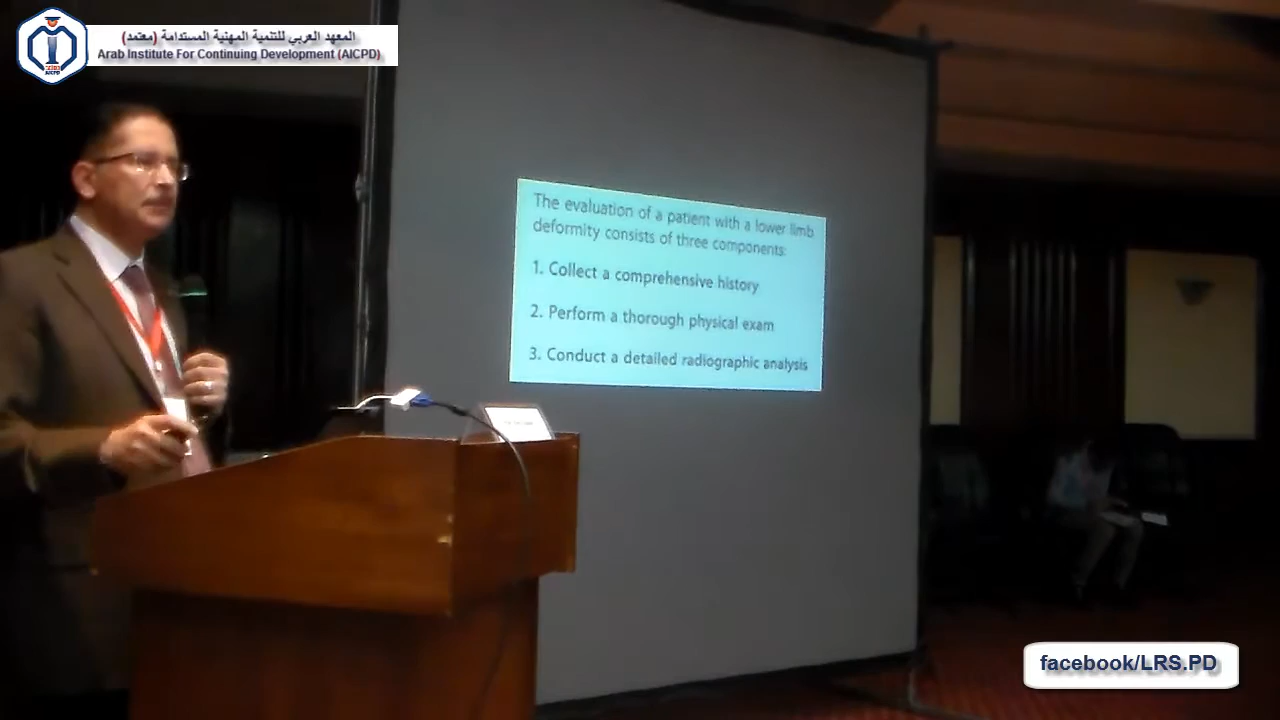 المعهد العربي للتنمية المهنية المستدامة (معتمد)
Arab Institute For Continuing Development (AICPD)
AICPD
The evaluation of a patient with a lower limb
deformity consists of three components:
1. Collect a comprehensive history
2. Perform a thorough physical exam
3. Conduct a detailed radiographic analysis
facebook/LRS.PD